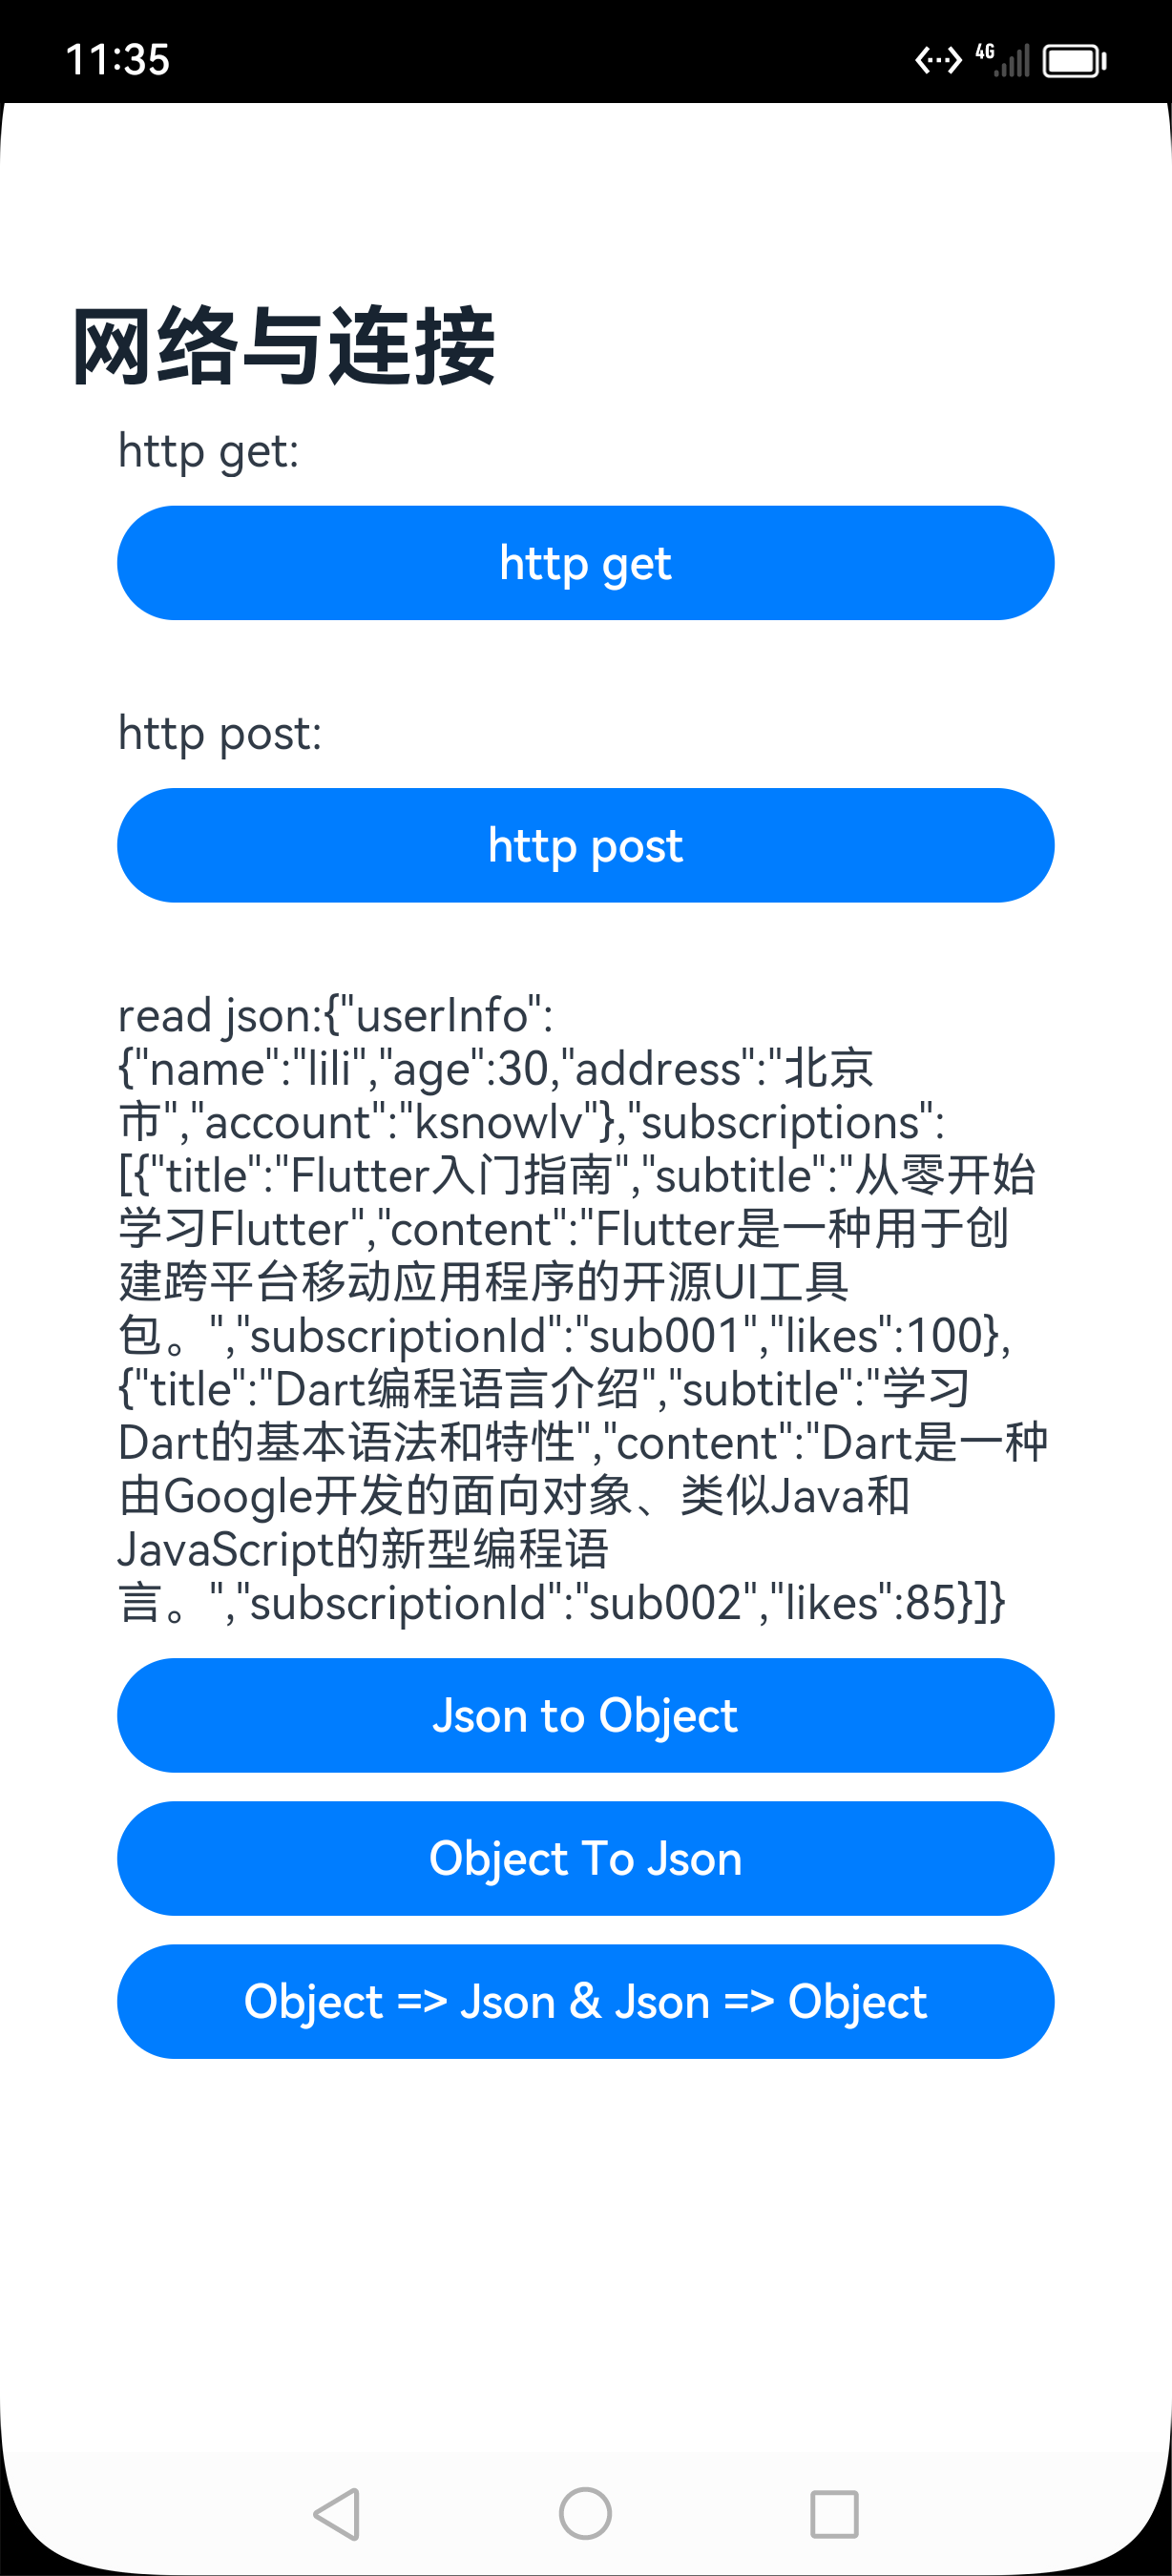 11:35
4G
网络与连接
http get:
http get
http post:
http post
read json:{"userInfo":
{"name":"lili","age":30,"address":"北京
市","account":"ksnowlv"},"subscriptions":
[{"title":"Flutter入门指南","subtitle":"从零开始
学习Flutter","content":"Flutter是一种用于创
建跨平台移动应用程序的开源UI工具
包。","subscriptionId":"sub001","likes":100},
{"title":"Dart编程语言介绍","subtitle":"学习
Dart的基本语法和特性","content":"Dart是一种
由Google开发的面向对象、类似Java和
JavaScript的新型编程语
言。","subscriptionId":"sub002","likes":85}]}
Json to Object
Object To Json
Object => Json & Json => Object